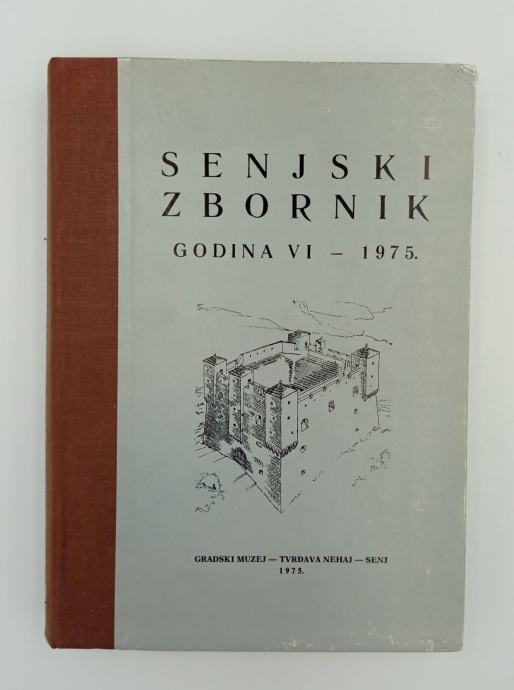 SENJSKI
ZBORNIK
GODINA VI – 1975.
GRADSKI MUZEJ — TVRĐAVA NEHAJ — SENJ
1975.